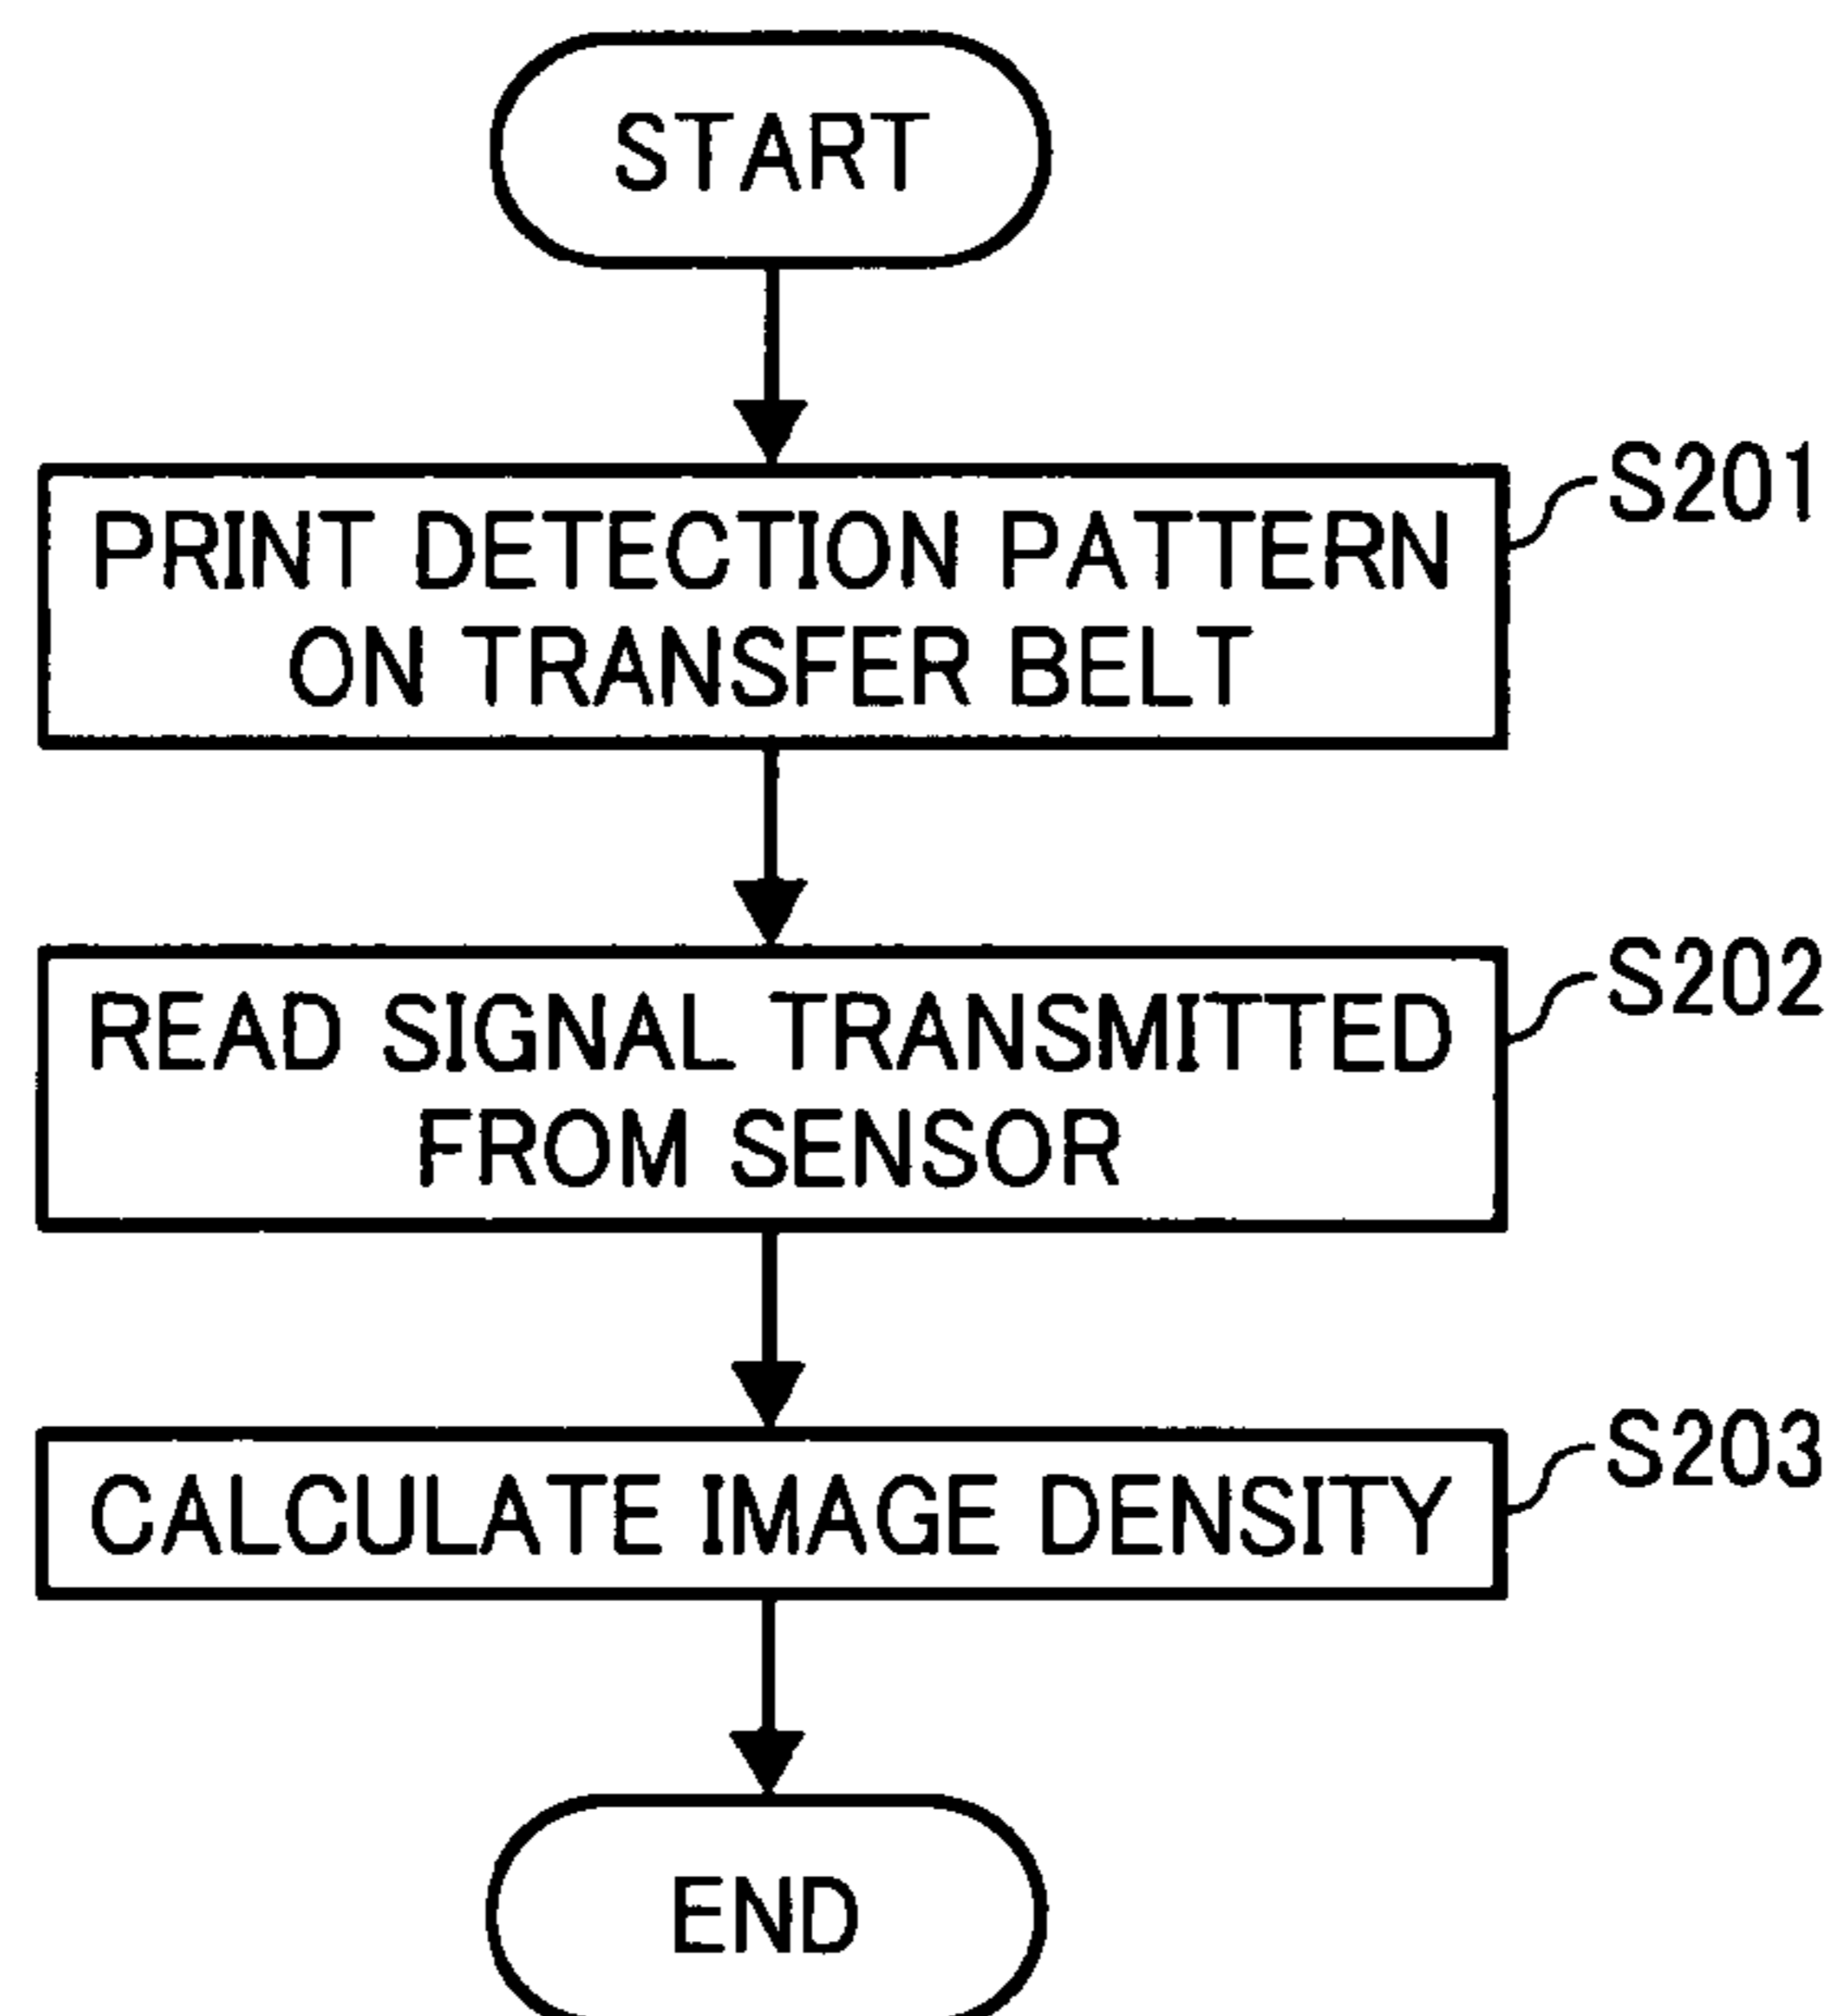 START
S201
PRINT DETECTION PATTERN
ON TRANSFER BELT
S202
READ SIGNAL TRANSMITTED
FROM SENSOR
S203
CALCULATE IMAGE DENSITY
END